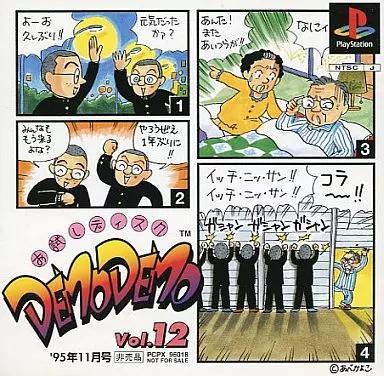 よーお
久しぶり!!
元気だった
かァ?
1
みんなも
もう来る
よな?
やろうぜえ
1年ぶりに!!
2
あんた!
また
あいつらが!!
なにィ
3
イッチ・ニッ・サン!!
イッチ・ニッ・サン!!
コラ
〜〜!!
ガシャン ガシャン ガシャン
4
PlayStation
NTSC J
お試しディスク
DEMODEMO
TM
Vol.12
'95年11月号
非売品
PCPX 96018
NOT FOR SALE
©あべかよこ